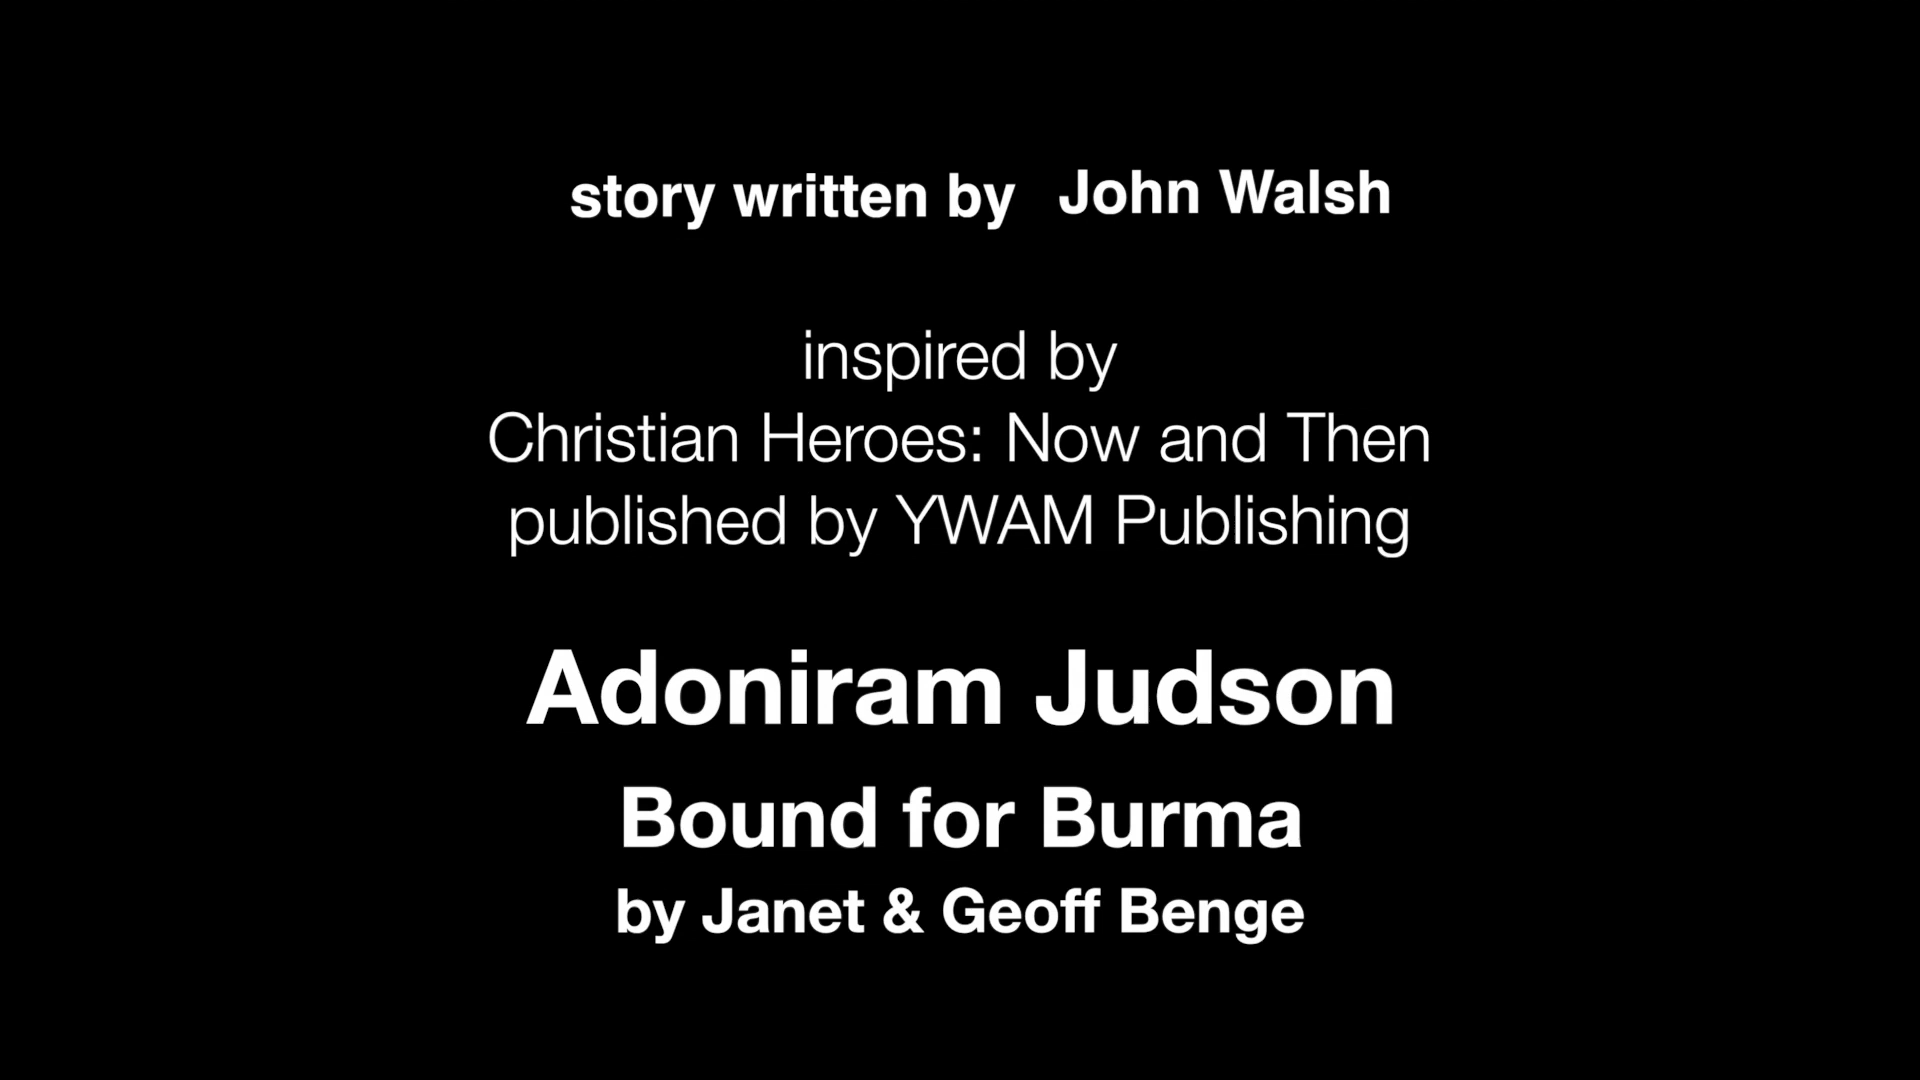 story written by John Walsh
inspired by
Christian Heroes: Now and Then
published by YWAM Publishing
Adoniram Judson
Bound for Burma
by Janet & Geoff Benge